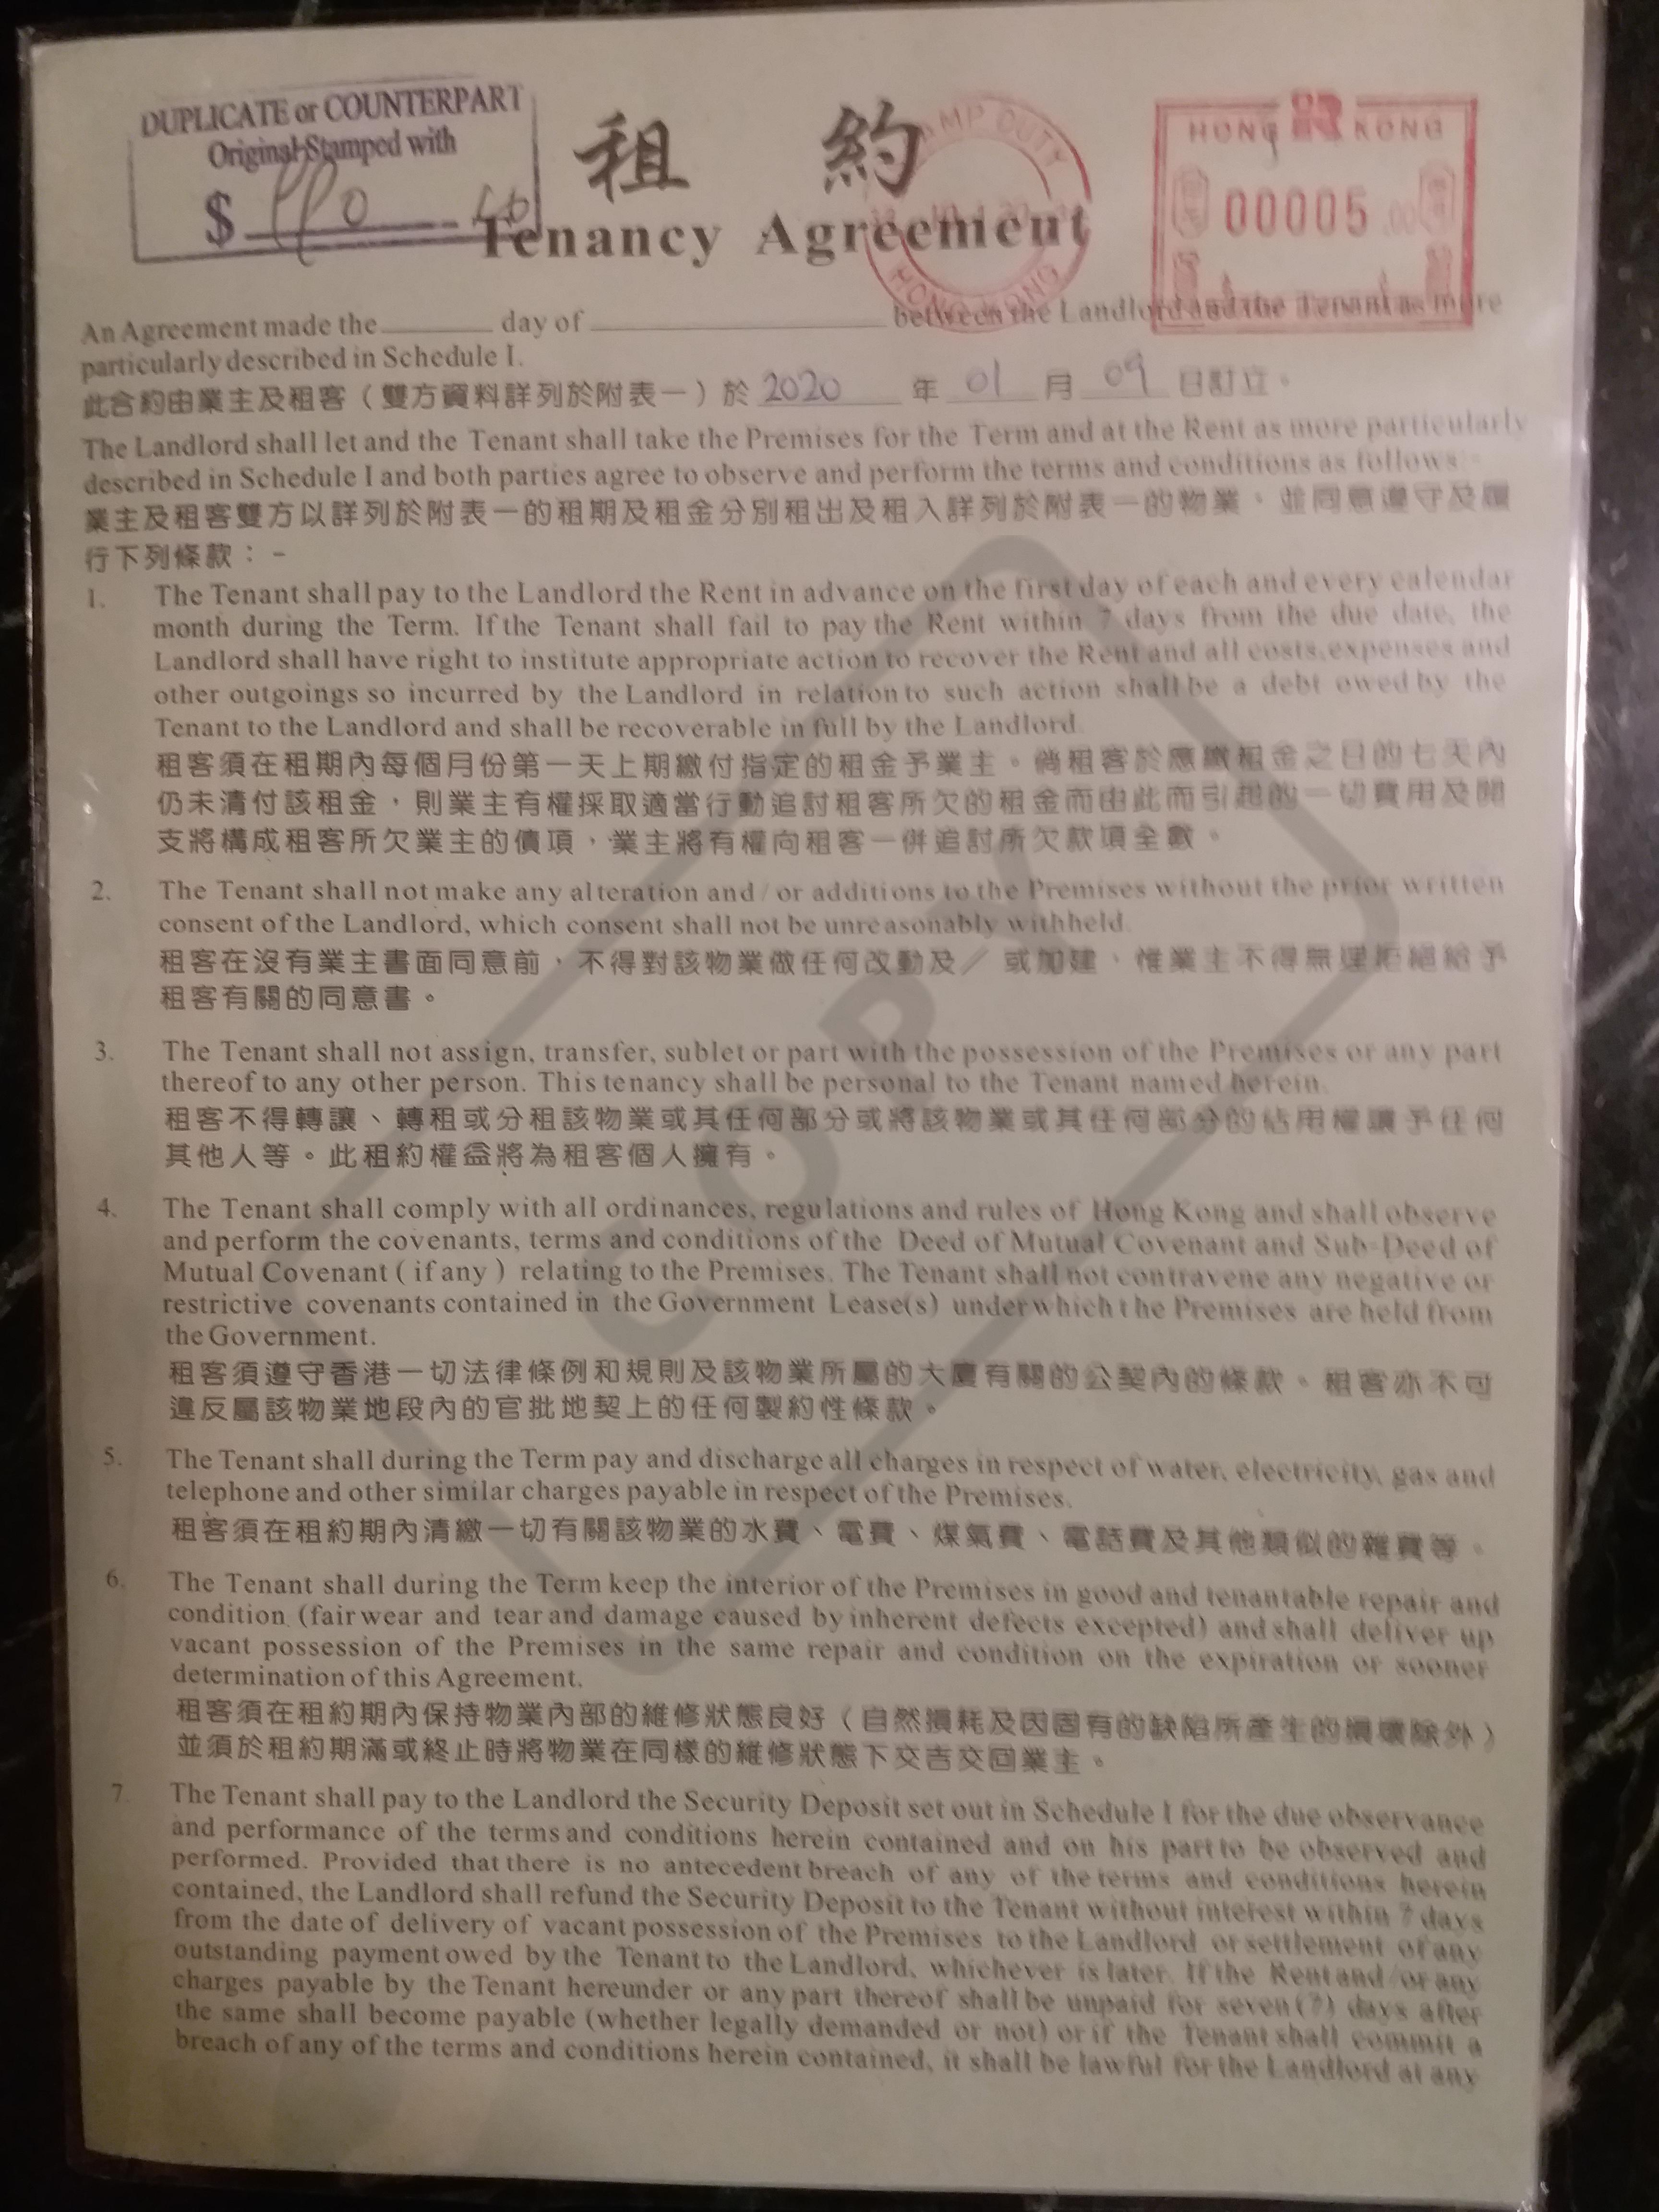 DUPLICATE or COUNTERPART
Original Stamped with
$
租 約
Tenancy Agreement
STAMP DUTY
HONG KONG
HONG KONG
00005.00
An Agreement made the ______ day of ______ between the Landlord and the Tenant as more
particularly described in Schedule I.
此合約由業主及租客（雙方資料詳列於附表一）於 2020 年 01 月 09 日訂立。
The Landlord shall let and the Tenant shall take the Premises for the Term and at the Rent as more particularly
described in Schedule I and both parties agree to observe and perform the terms and conditions as follows:-
業主及租客雙方以詳列於附表一的租期及租金分別租出及租入詳列於附表一的物業，並同意遵守及履
行下列條款：-
1. The Tenant shall pay to the Landlord the Rent in advance on the first day of each and every calendar
month during the Term. If the Tenant shall fail to pay the Rent within 7 days from the due date, the
Landlord shall have right to institute appropriate action to recover the Rent and all costs, expenses and
other outgoings so incurred by the Landlord in relation to such action shall be a debt owed by the
Tenant to the Landlord and shall be recoverable in full by the Landlord.
租客須在租期內每個月份第一天上期繳付指定的租金予業主。倘租客於應繳租金之日的七天內
仍未清付該租金，則業主有權採取適當行動追討租客所欠的租金而由此而引起的一切費用及開
支將構成租客所欠業主的債項，業主將有權向租客一併追討所欠款項全數。
2. The Tenant shall not make any alteration and / or additions to the Premises without the prior written
consent of the Landlord, which consent shall not be unreasonably withheld.
租客在沒有業主書面同意前，不得對該物業做任何改動及／或加建，惟業主不得無理拒絕給予
租客有關的同意書。
3. The Tenant shall not assign, transfer, sublet or part with the possession of the Premises or any part
thereof to any other person. This tenancy shall be personal to the Tenant named herein.
租客不得轉讓、轉租或分租該物業或其任何部分或將該物業或其任何部分的佔用權讓予任何
其他人等。此租約權益將為租客個人擁有。
4. The Tenant shall comply with all ordinances, regulations and rules of Hong Kong and shall observe
and perform the covenants, terms and conditions of the Deed of Mutual Covenant and Sub-Deed of
Mutual Covenant ( if any ) relating to the Premises. The Tenant shall not contravene any negative or
restrictive covenants contained in the Government Lease(s) under which the Premises are held from
the Government.
租客須遵守香港一切法律條例和規則及該物業所屬的大廈有關的公契內的條款。租客亦不可
違反屬該物業地段內的官批地契上的任何製約性條款。
5. The Tenant shall during the Term pay and discharge all charges in respect of water, electricity, gas and
telephone and other similar charges payable in respect of the Premises.
租客須在租約期內清繳一切有關該物業的水費、電費、煤氣費、電話費及其他類似的雜費等。
6. The Tenant shall during the Term keep the interior of the Premises in good and tenantable repair and
condition (fair wear and tear and damage caused by inherent defects excepted) and shall deliver up
vacant possession of the Premises in the same repair and condition on the expiration or sooner
determination of this Agreement.
租客須在租約期內保持物業內部的維修狀態良好（自然損耗及因固有的缺陷所產生的損壞除外）
並須於租約期滿或終止時將物業在同樣的維修狀態下交吉交回業主。
7. The Tenant shall pay to the Landlord the Security Deposit set out in Schedule I for the due observance
and performance of the terms and conditions herein contained and on his part to be observed and
performed. Provided that there is no antecedent breach of any of the terms and conditions herein
contained, the Landlord shall refund the Security Deposit to the Tenant without interest within 7 days
from the date of delivery of vacant possession of the Premises to the Landlord or settlement of any
outstanding payment owed by the Tenant to the Landlord, whichever is later. If the Rent and / or any
charges payable by the Tenant hereunder or any part thereof shall be unpaid for seven (7) days after
the same shall become payable (whether legally demanded or not) or if the Tenant shall commit a
breach of any of the terms and conditions herein contained, it shall be lawful for the Landlord at any
COPY